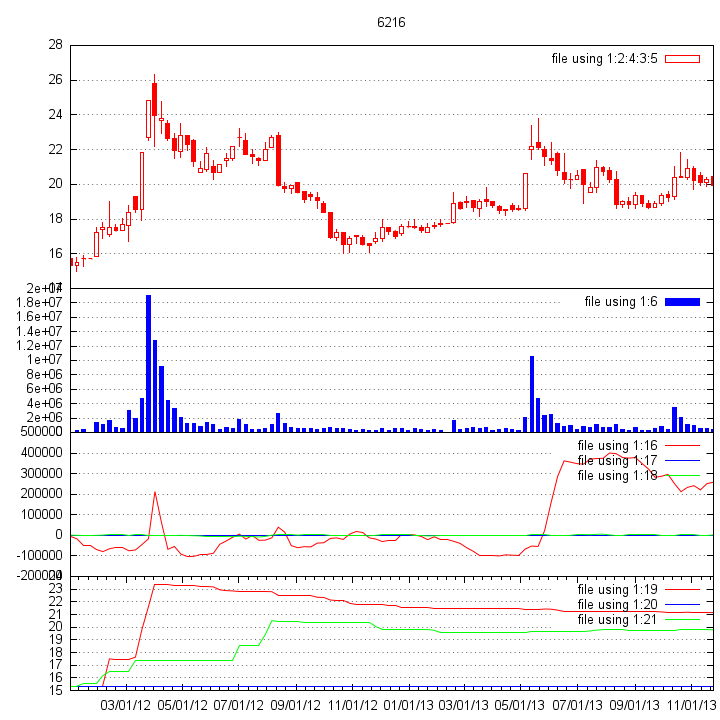 6216
28
file using 1:2:4:3:5
26
24
22
20
18
16
14
2e+07
file using 1:6
1.8e+07
1.6e+07
1.4e+07
1.2e+07
1e+07
8e+06
6e+06
4e+06
2e+06
0
500000
file using 1:16
400000
file using 1:17
300000
file using 1:18
200000
100000
0
-100000
-200000
24
23
file using 1:19
22
file using 1:20
21
file using 1:21
20
19
18
17
16
15
03/01/12 05/01/12 07/01/12 09/01/12 11/01/12 01/01/13 03/01/13 05/01/13 07/01/13 09/01/13 11/01/13